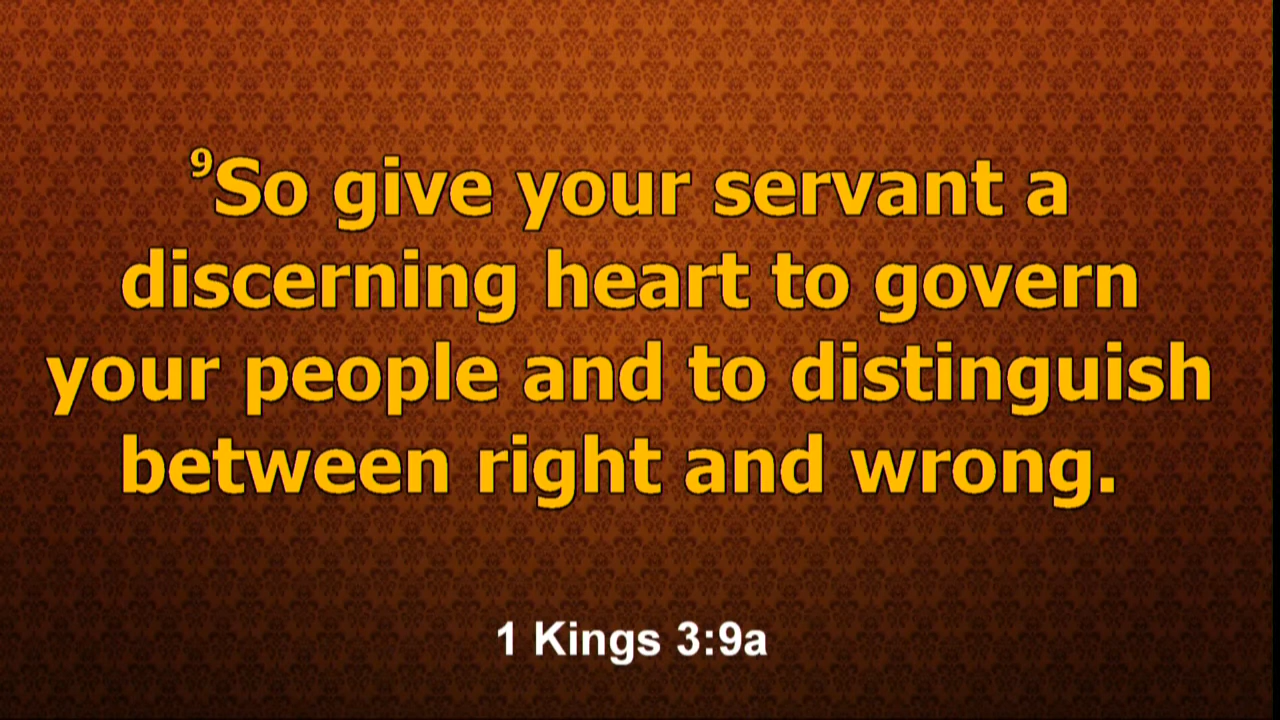 ⁹So give your servant a
discerning heart to govern
your people and to distinguish
between right and wrong.
1 Kings 3:9a